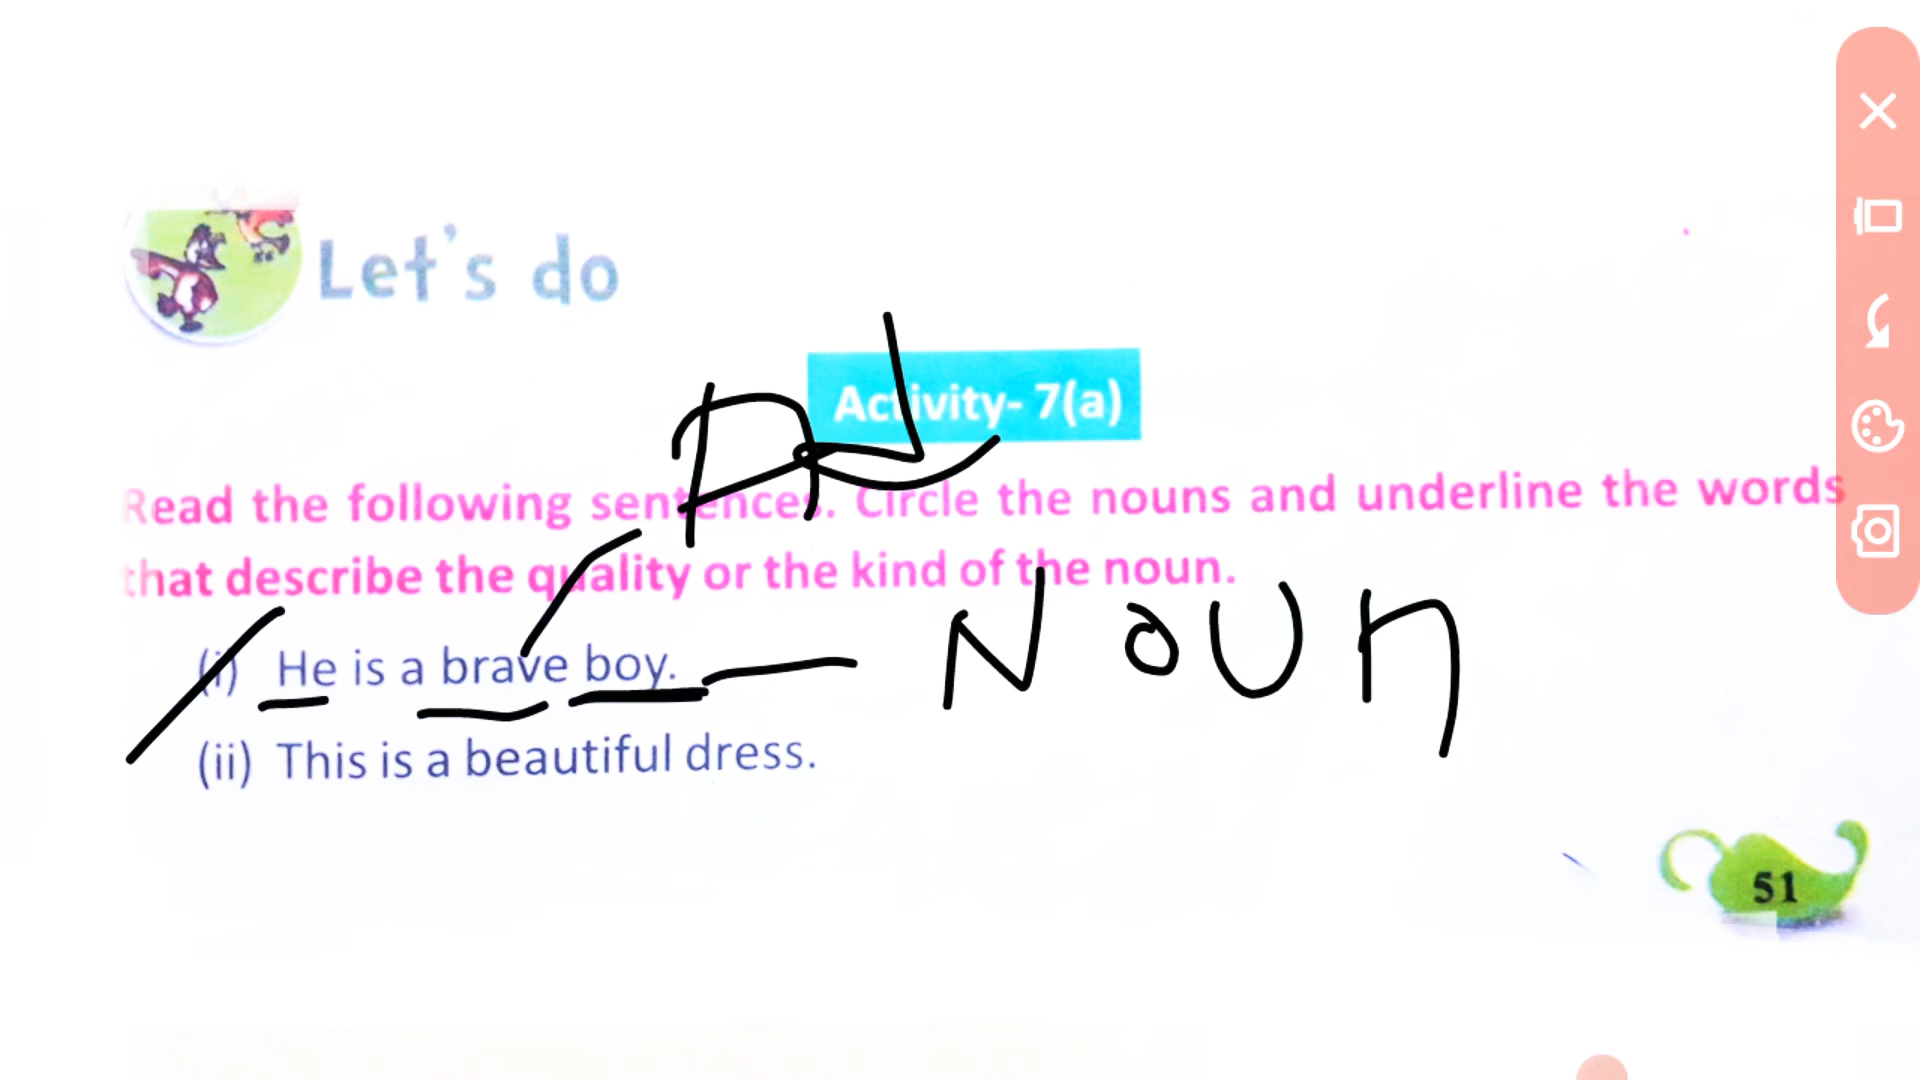 Let's do
Activity- 7(a)
Read the following sentences. Circle the nouns and underline the words
that describe the quality or the kind of the noun.
(i) He is a brave boy.
Noun
(ii) This is a beautiful dress.
51